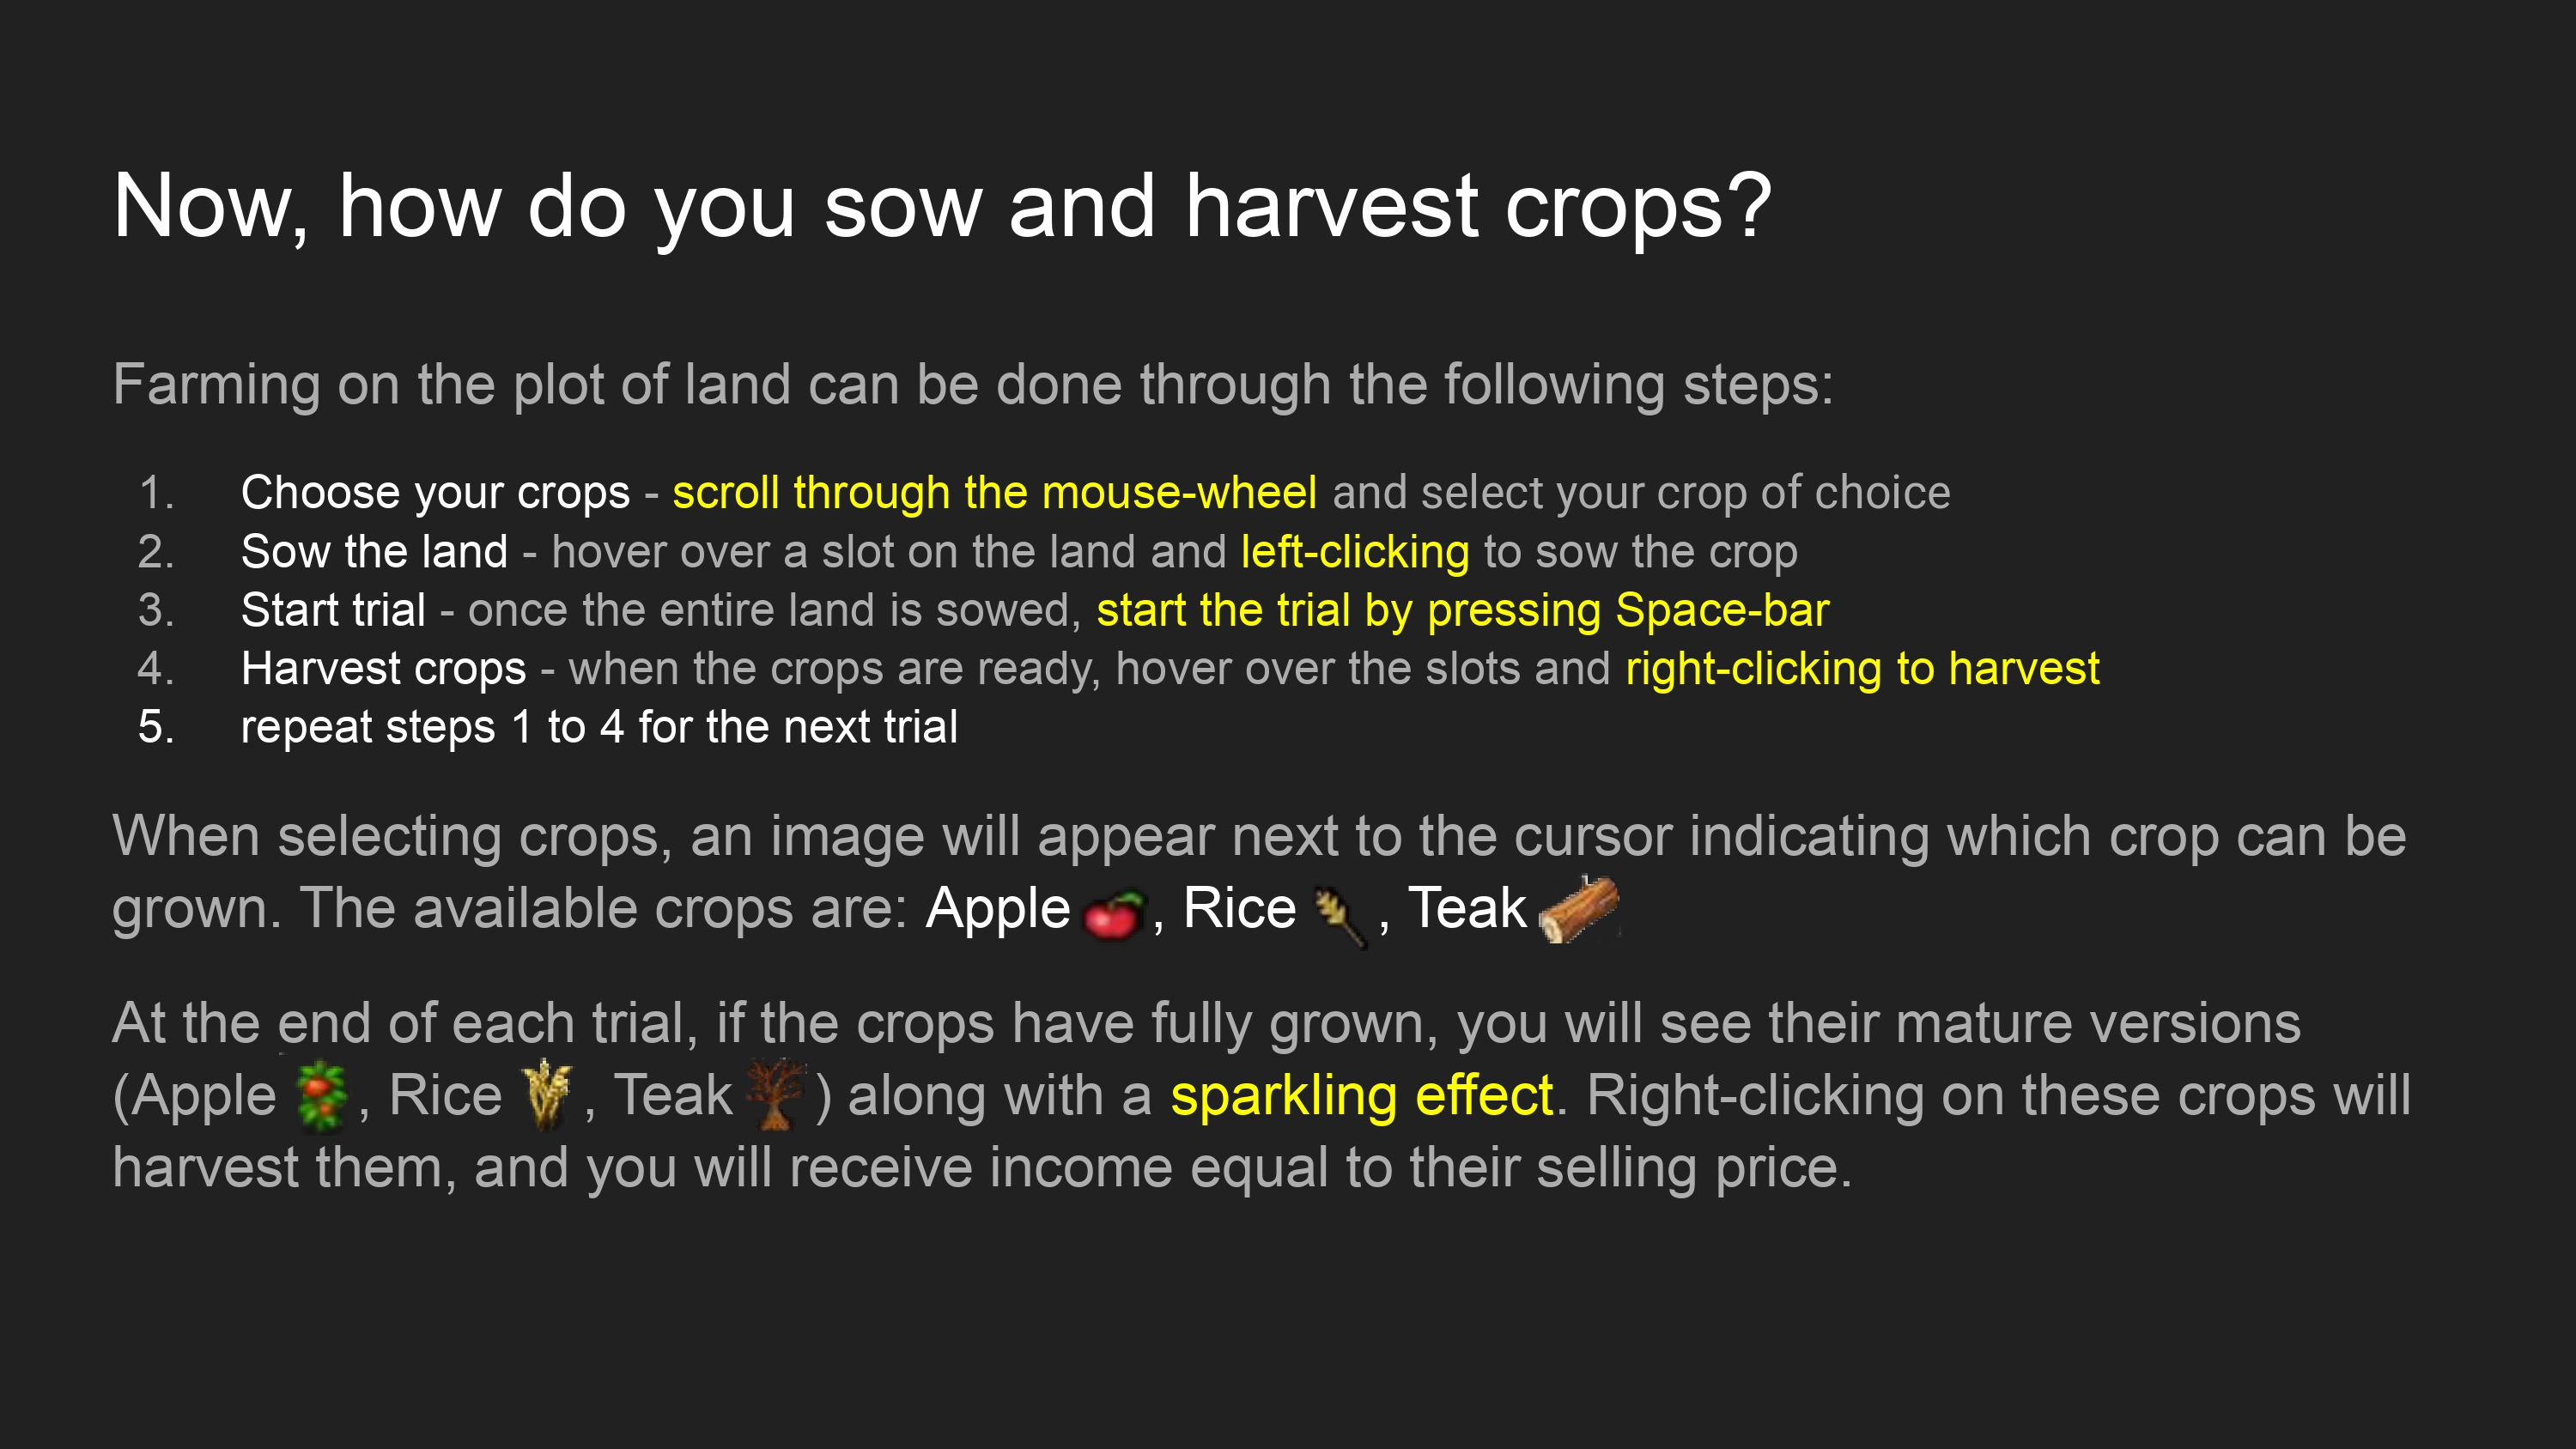 Now, how do you sow and harvest crops?
Farming on the plot of land can be done through the following steps:
1. Choose your crops - scroll through the mouse-wheel and select your crop of choice
2. Sow the land - hover over a slot on the land and left-clicking to sow the crop
3. Start trial - once the entire land is sowed, start the trial by pressing Space-bar
4. Harvest crops - when the crops are ready, hover over the slots and right-clicking to harvest
5. repeat steps 1 to 4 for the next trial
When selecting crops, an image will appear next to the cursor indicating which crop can be
grown. The available crops are: Apple , Rice , Teak
At the end of each trial, if the crops have fully grown, you will see their mature versions
(Apple , Rice , Teak ) along with a sparkling effect. Right-clicking on these crops will
harvest them, and you will receive income equal to their selling price.